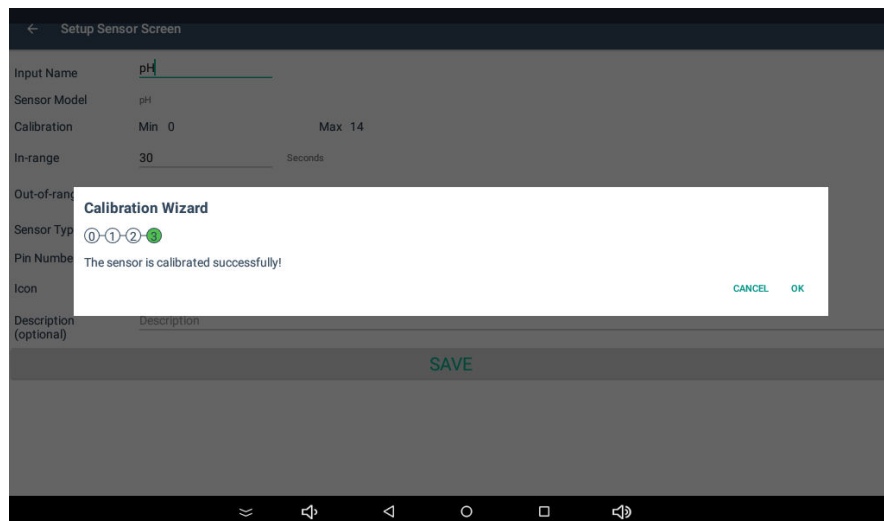 Setup Sensor Screen
Input Name pH
Sensor Model pH
Calibration Min 0 Max 14
In-range 30 Seconds
Out-of-rang
Calibration Wizard
Sensor Typ
0 1 2 3
Pin Numbe
The sensor is calibrated successfully!
Icon
CANCEL OK
Description
(optional)
Description
SAVE